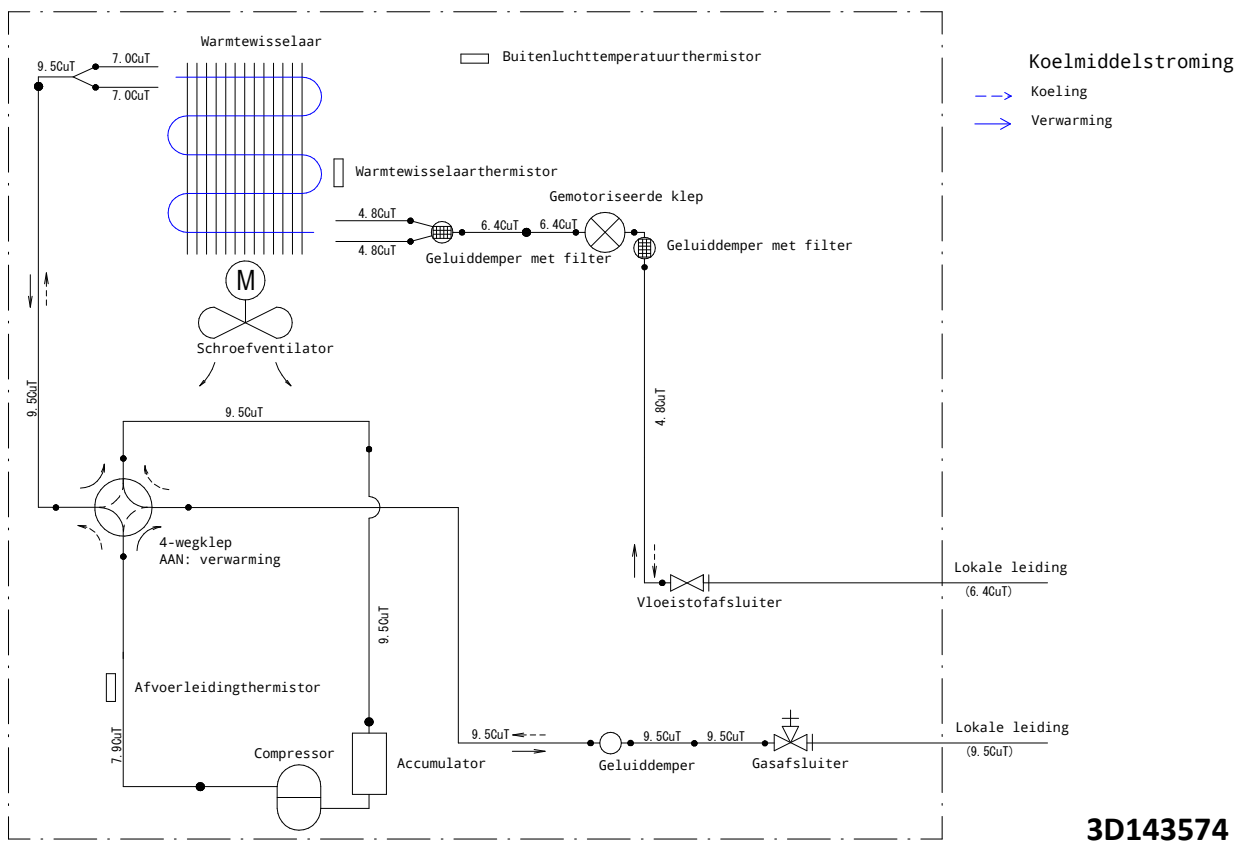 Warmtewisselaar
7.0CuT
9.5CuT
7.0CuT
Buitenluchttemperatuurthermistor
Koelmiddelstroming
Koeling
Verwarming
Warmtewisselaarthermistor
Gemotoriseerde klep
4.8CuT
6.4CuT
6.4CuT
4.8CuT
Geluiddemper met filter
Geluiddemper met filter
M
Schroefventilator
9.5CuT
9.5CuT
4.8CuT
4-wegklep
AAN: verwarming
Lokale leiding
(6.4CuT)
Vloeistofafsluiter
9.5CuT
Afvoerleidingthermistor
7.9CuT
Compressor
Accumulator
9.5CuT
9.5CuT
9.5CuT
Geluiddemper
Gasafsluiter
Lokale leiding
(9.5CuT)
3D143574